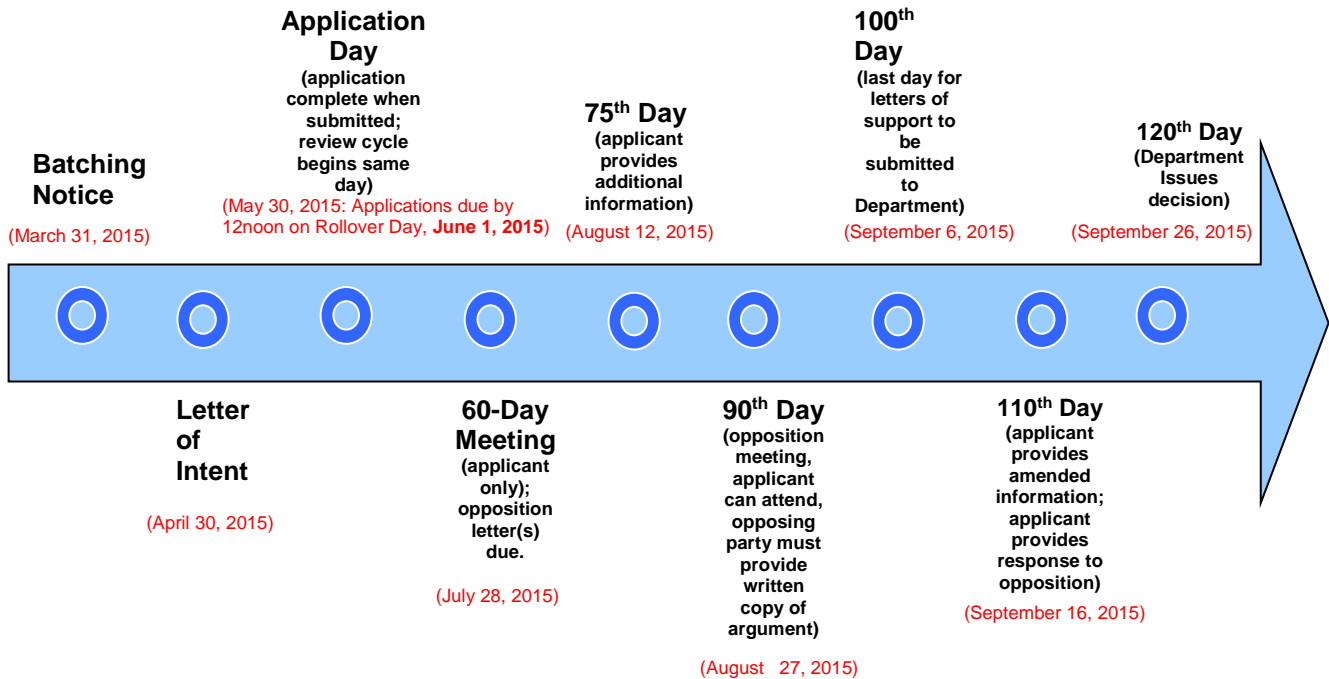 Batching
Notice
(March 31, 2015)
Letter
of
Intent
(April 30, 2015)
Application
Day
(application
complete when
submitted;
review cycle
begins same
day)
(May 30, 2015: Applications due by
12noon on Rollover Day, June 1, 2015)
60-Day
Meeting
(applicant
only);
opposition
letter(s)
due.
(July 28, 2015)
75th Day
(applicant
provides
additional
information)
(August 12, 2015)
90th Day
(opposition
meeting,
applicant
can attend,
opposing
party must
provide
written
copy of
argument)
(August 27, 2015)
100th
Day
(last day for
letters of
support to
be
submitted
to
Department)
(September 6, 2015)
110th Day
(applicant
provides
amended
information;
applicant
provides
response to
opposition)
(September 16, 2015)
120th Day
(Department
Issues
decision)
(September 26, 2015)